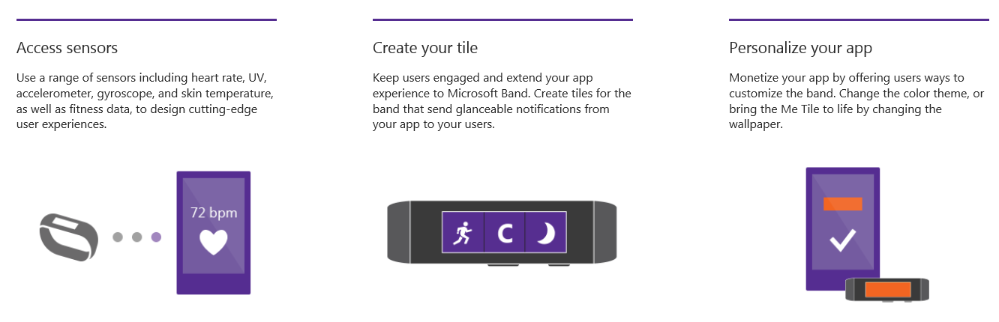 Access sensors
Use a range of sensors including heart rate, UV,
accelerometer, gyroscope, and skin temperature,
as well as fitness data, to design cutting-edge
user experiences.
72 bpm
Create your tile
Keep users engaged and extend your app
experience to Microsoft Band. Create tiles for the
band that send glanceable notifications from
your app to your users.
C
Personalize your app
Monetize your app by offering users ways to
customize the band. Change the color theme, or
bring the Me Tile to life by changing the
wallpaper.